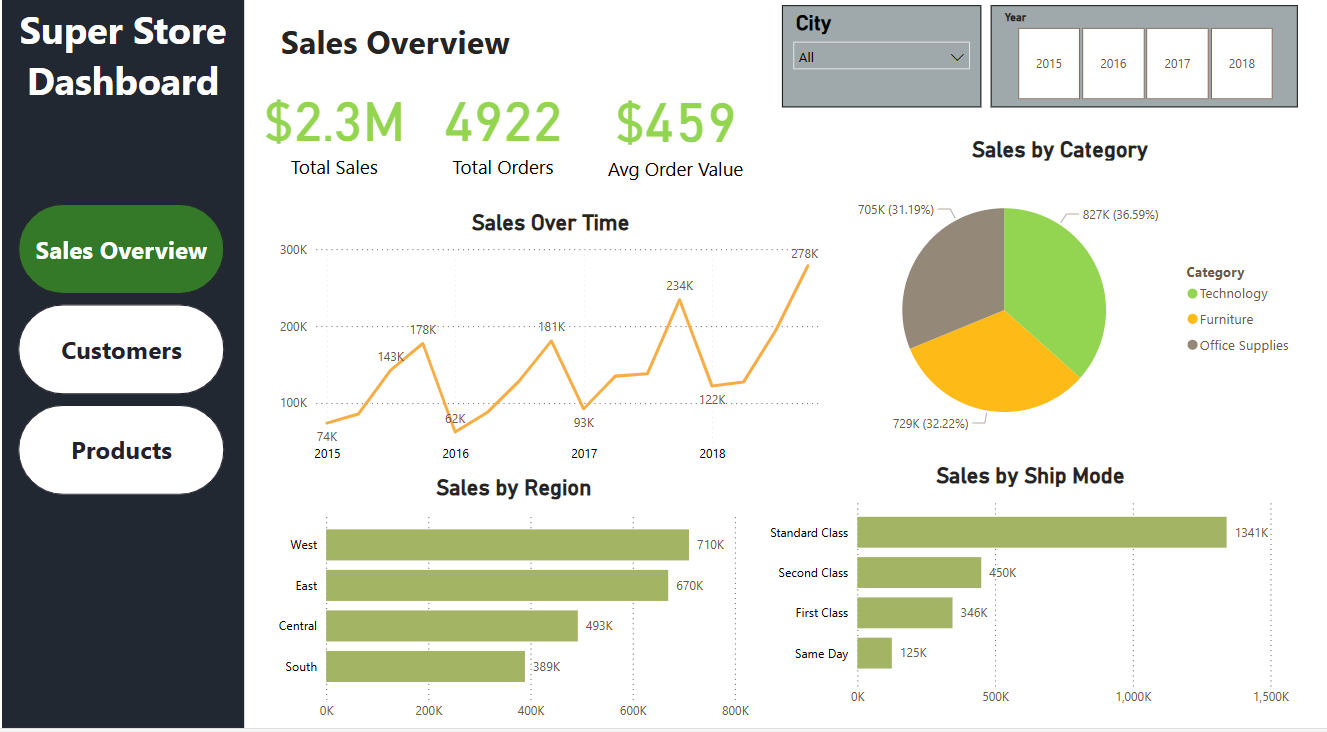 Super Store
Dashboard
Sales Overview
Customers
Products
Sales Overview
$2.3M
Total Sales
4922
Total Orders
$459
Avg Order Value
City
All
Year
2015
2016
2017
2018
Sales Over Time
300K
200K
100K
74K
143K
178K
62K
181K
93K
234K
122K
278K
2015
2016
2017
2018
Sales by Category
705K (31.19%)
827K (36.59%)
729K (32.22%)
Category
Technology
Furniture
Office Supplies
Sales by Region
West
710K
East
670K
Central
493K
South
389K
0K
200K
400K
600K
800K
Sales by Ship Mode
Standard Class
1341K
Second Class
450K
First Class
346K
Same Day
125K
0K
500K
1,000K
1,500K